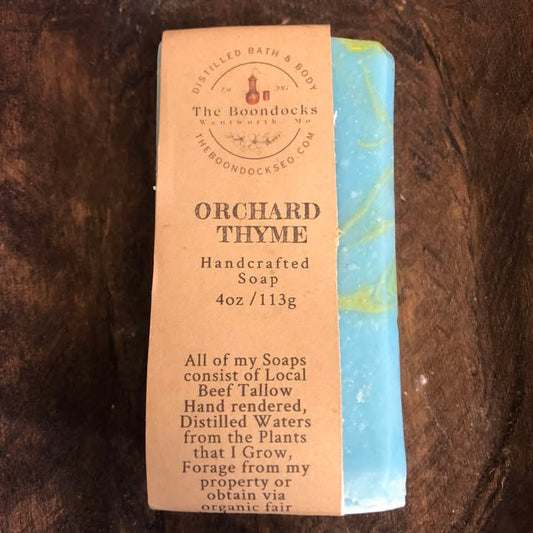 DISTILLED BATH & BODY
The Boondocks
Wentworth, Mo
THEBOONDOCKSEO.COM
ORCHARD
THYME
Handcrafted
Soap
4oz /113g
All of my Soaps
consist of Local
Beef Tallow
Hand rendered,
Distilled Waters
from the Plants
that I Grow,
Forage from my
property or
obtain via
organic fair